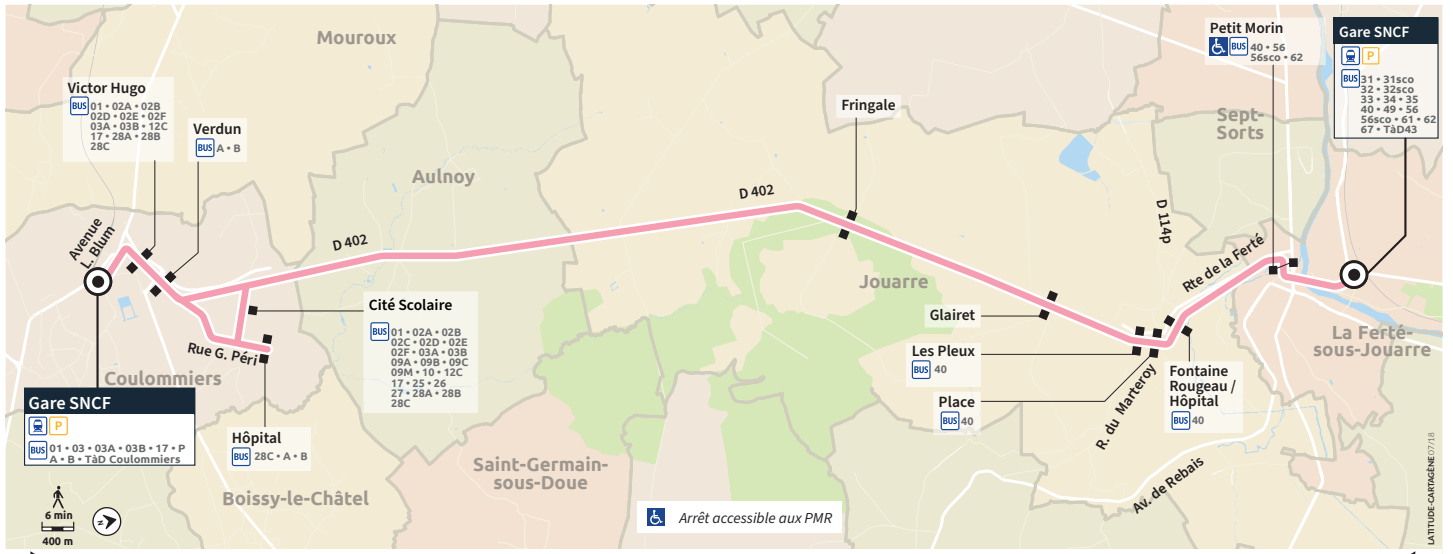 Mouroux
Petit Morin
BUS 40 • 56
56sco • 62
Gare SNCF
P
BUS 31 • 31sco
32 • 32sco
33 • 34 • 35
40 • 49 • 56
56sco • 61 • 62
67 • TàD43
Victor Hugo
BUS 01 • 02A • 02B
02D • 02E • 02F
03A • 03B • 12C
17 • 28A • 28B
28C
Verdun
BUS A • B
Fringale
Sept-
Sorts
Aulnoy
D 402
D 402
D 114p
Avenue
L. Blum
Rte de la Ferté
Jouarre
Cité Scolaire
BUS 01 • 02A • 02B
02C • 02D • 02E
02F • 03A • 03B
09A • 09B • 09C
09M • 10 • 12C
17 • 25 • 26
27 • 28A • 28B
28C
Glairet
La Ferté-
sous-Jouarre
Rue G. Péri
Les Pleux
BUS 40
Coulommiers
Fontaine
Rougeau /
Hôpital
BUS 40
Place
BUS 40
R. du Marteroy
Gare SNCF
P
BUS 01 • 03 • 03A • 03B • 17 • P
A • B • TàD Coulommiers
Hôpital
BUS 28C • A • B
Saint-Germain-
sous-Doue
Boissy-le-Châtel
Av. de Rebais
6 min
400 m
N
Arrêt accessible aux PMR
LATITUDE-CARTAGÈNE 07/18